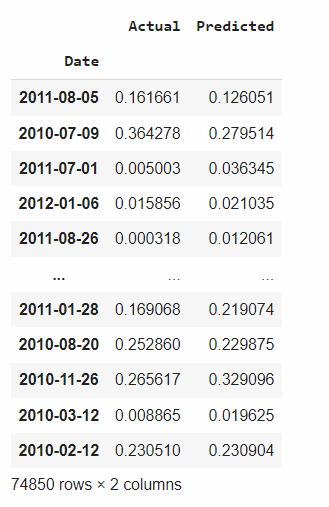 Actual Predicted
Date
2011-08-05 0.161661 0.126051
2010-07-09 0.364278 0.279514
2011-07-01 0.005003 0.036345
2012-01-06 0.015856 0.021035
2011-08-26 0.000318 0.012061
... ... ...
2011-01-28 0.169068 0.219074
2010-08-20 0.252860 0.229875
2010-11-26 0.265617 0.329096
2010-03-12 0.008865 0.019625
2010-02-12 0.230510 0.230904
74850 rows × 2 columns